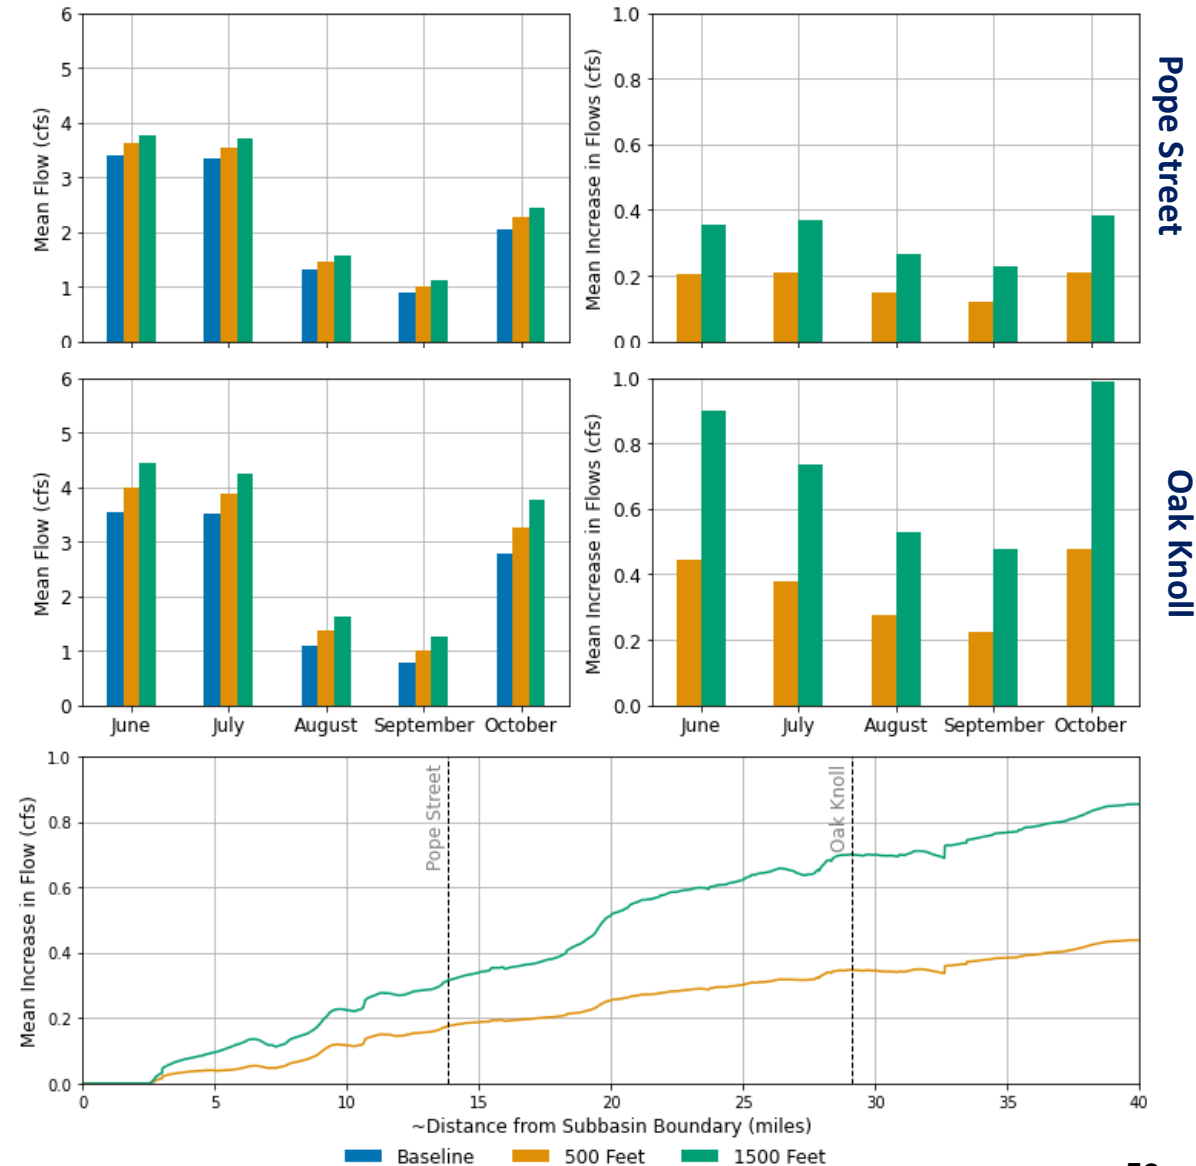 6
5
4
3
2
1
0
Mean Flow (cfs)
1.0
0.8
0.6
0.4
0.2
0.0
Mean Increase in Flows (cfs)
Pope Street
6
5
4
3
2
1
0
Mean Flow (cfs)
June July August September October
1.0
0.8
0.6
0.4
0.2
0.0
Mean Increase in Flows (cfs)
June July August September October
Oak Knoll
1.0
0.8
0.6
0.4
0.2
0.0
Mean Increase in Flow (cfs)
Pope Street
Oak Knoll
0 5 10 15 20 25 30 35 40
~Distance from Subbasin Boundary (miles)
Baseline 500 Feet 1500 Feet